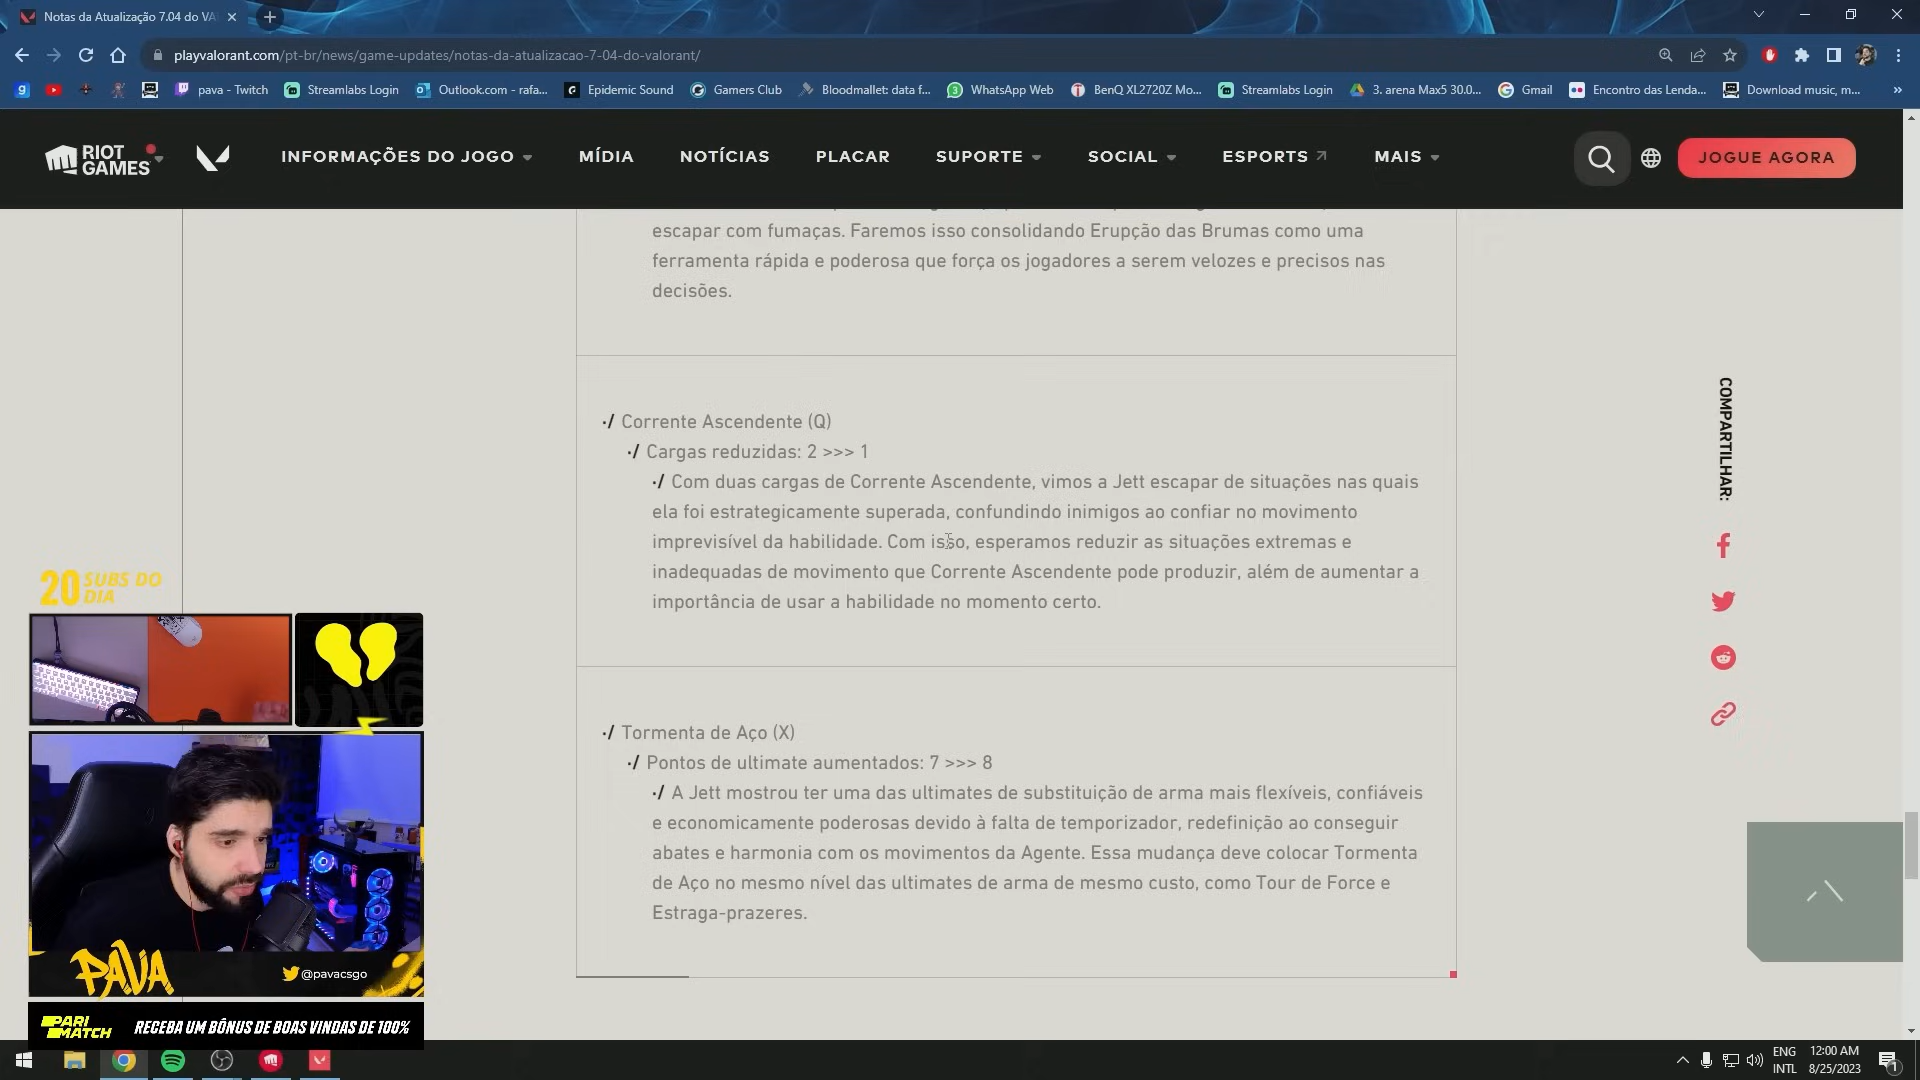 Notas da Atualização 7.04 do VA
playvalorant.com/pt-br/news/game-updates/notas-da-atualizacao-7-04-do-valorant/
pava - Twitch
Streamlabs Login
Outlook.com - rafa...
Epidemic Sound
Gamers Club
Bloodmallet: data f...
WhatsApp Web
BenQ XL2720Z Mo...
Streamlabs Login
3. arena Max5 30.0...
Gmail
Encontro das Lenda...
Download music, m...
»
RIOT
GAMES
INFORMAÇÕES DO JOGO
MÍDIA
NOTÍCIAS
PLACAR
SUPORTE
SOCIAL
ESPORTS
MAIS
JOGUE AGORA
escapar com fumaças. Faremos isso consolidando Erupção das Brumas como uma
ferramenta rápida e poderosa que força os jogadores a serem velozes e precisos nas
decisões.
·/ Corrente Ascendente (Q)
·/ Cargas reduzidas: 2 >>> 1
·/ Com duas cargas de Corrente Ascendente, vimos a Jett escapar de situações nas quais
ela foi estrategicamente superada, confundindo inimigos ao confiar no movimento
imprevisível da habilidade. Com isso, esperamos reduzir as situações extremas e
inadequadas de movimento que Corrente Ascendente pode produzir, além de aumentar a
importância de usar a habilidade no momento certo.
·/ Tormenta de Aço (X)
·/ Pontos de ultimate aumentados: 7 >>> 8
·/ A Jett mostrou ter uma das ultimates de substituição de arma mais flexíveis, confiáveis
e economicamente poderosas devido à falta de temporizador, redefinição ao conseguir
abates e harmonia com os movimentos da Agente. Essa mudança deve colocar Tormenta
de Aço no mesmo nível das ultimates de arma de mesmo custo, como Tour de Force e
Estraga-prazeres.
COMPARTILHAR:
20 SUBS DO
DIA
PAVA
@pavacsgo
PARI
MATCH
RECEBA UM BÔNUS DE BOAS VINDAS DE 100%
ENG
INTL
12:00 AM
8/25/2023
1